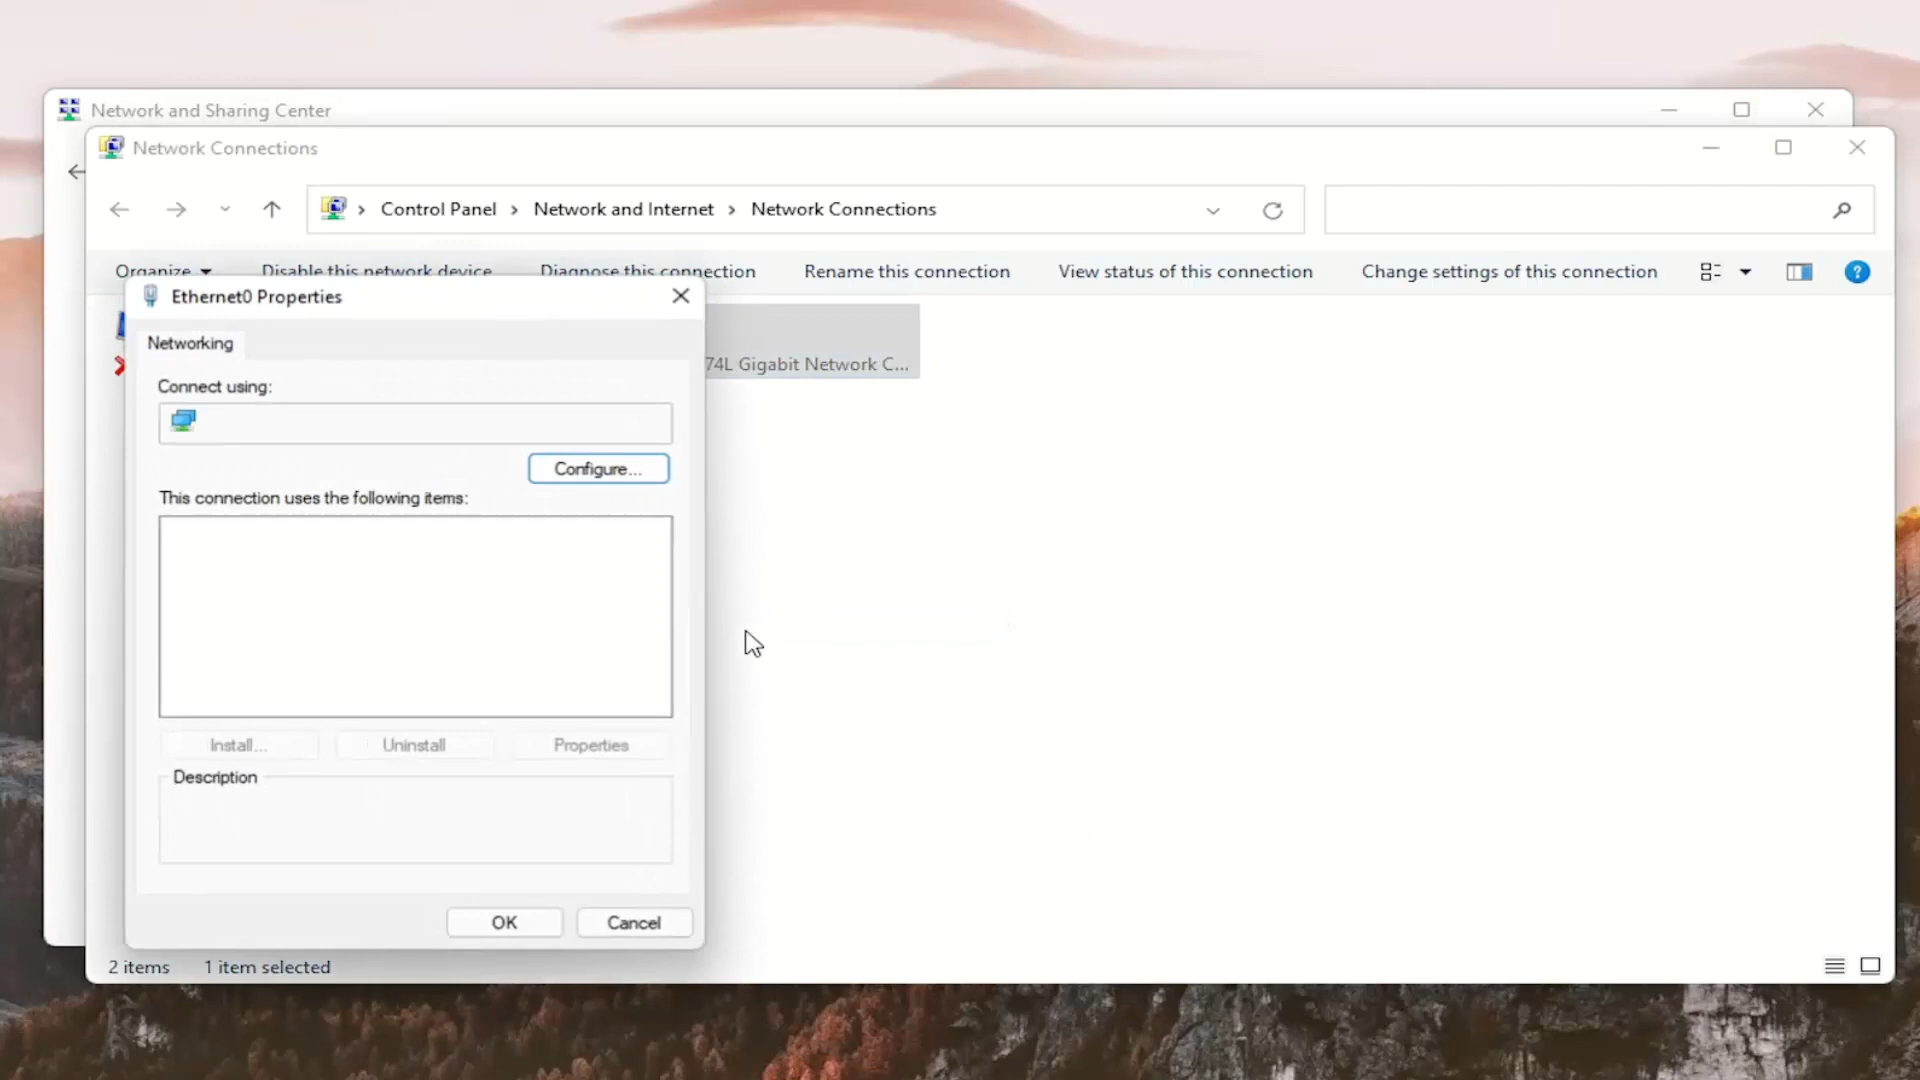 Network and Sharing Center
Network Connections
Control Panel > Network and Internet > Network Connections
Organize
Disable this network device
Diagnose this connection
Rename this connection
View status of this connection
Change settings of this connection
Ethernet0 Properties
74L Gigabit Network C...
Networking
Connect using:
Configure...
This connection uses the following items:
Install...
Uninstall
Properties
Description
OK
Cancel
2 items
1 item selected